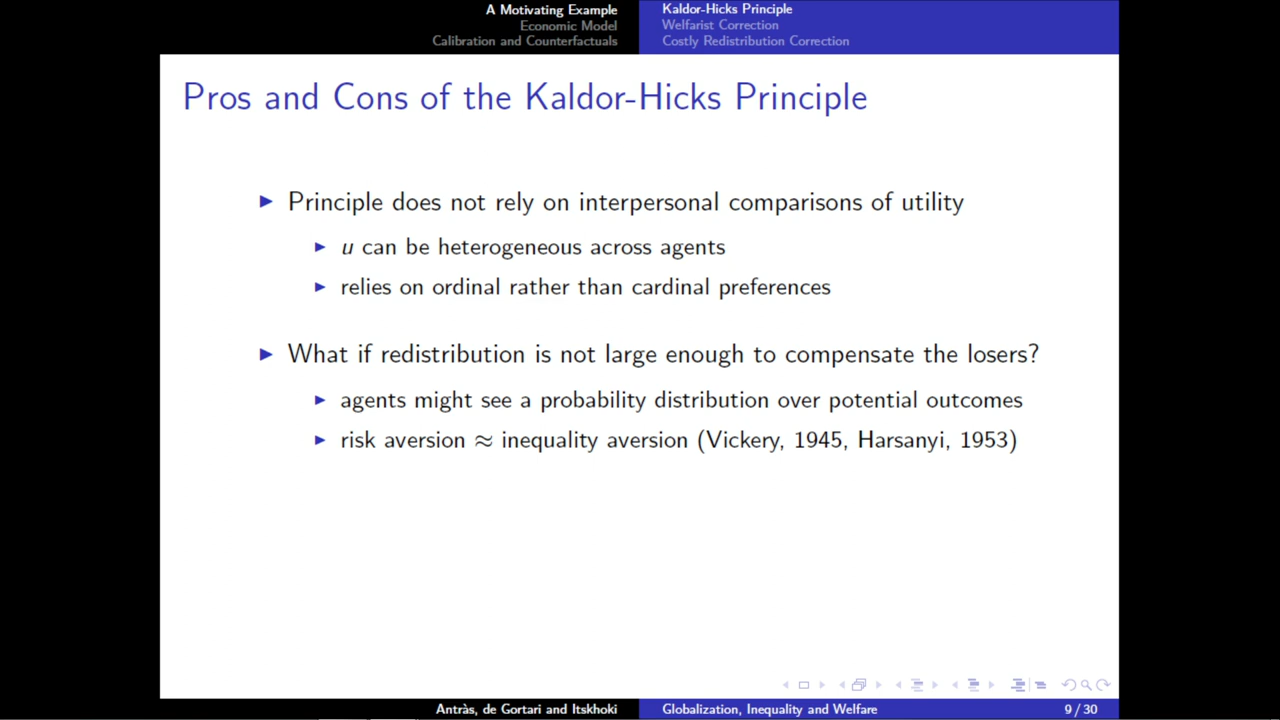 A Motivating Example
Economic Model
Calibration and Counterfactuals
Kaldor-Hicks Principle
Welfarist Correction
Costly Redistribution Correction
Pros and Cons of the Kaldor-Hicks Principle
Principle does not rely on interpersonal comparisons of utility
u can be heterogeneous across agents
relies on ordinal rather than cardinal preferences
What if redistribution is not large enough to compensate the losers?
agents might see a probability distribution over potential outcomes
risk aversion ≈ inequality aversion (Vickery, 1945, Harsanyi, 1953)
Antràs, de Gortari and Itskhoki
Globalization, Inequality and Welfare
9 / 30